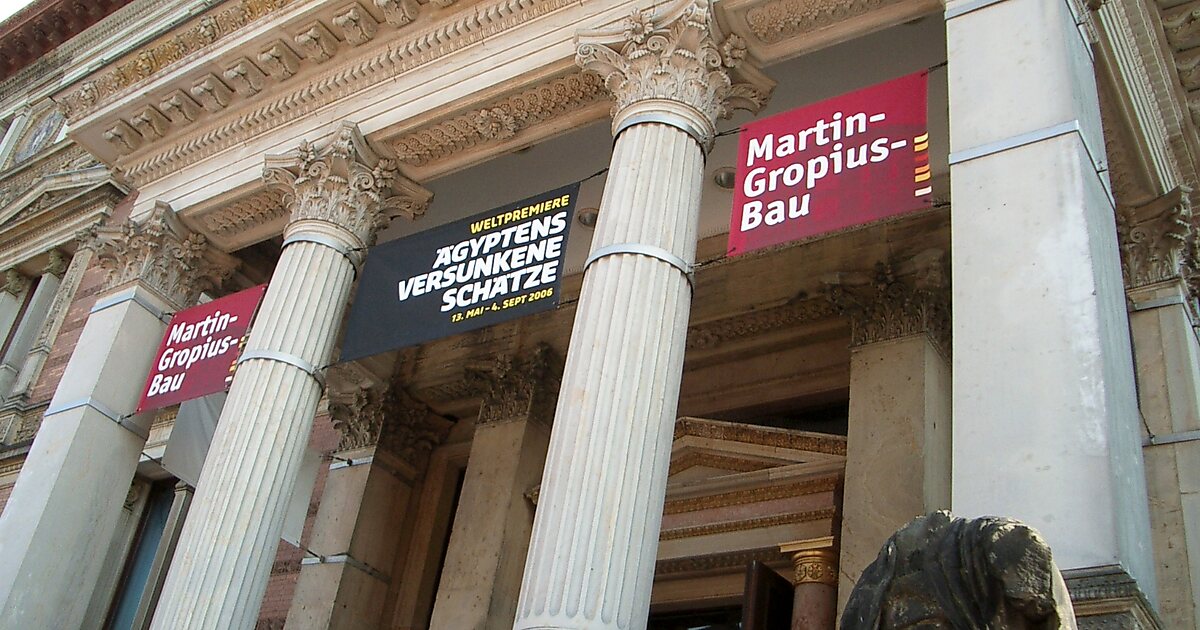 Martin-
Gropius-
Bau
WELTPREMIERE
ÄGYPTENS
VERSUNKENE
SCHÄTZE
13. MAI – 4. SEPT 2006
Martin-
Gropius-
Bau